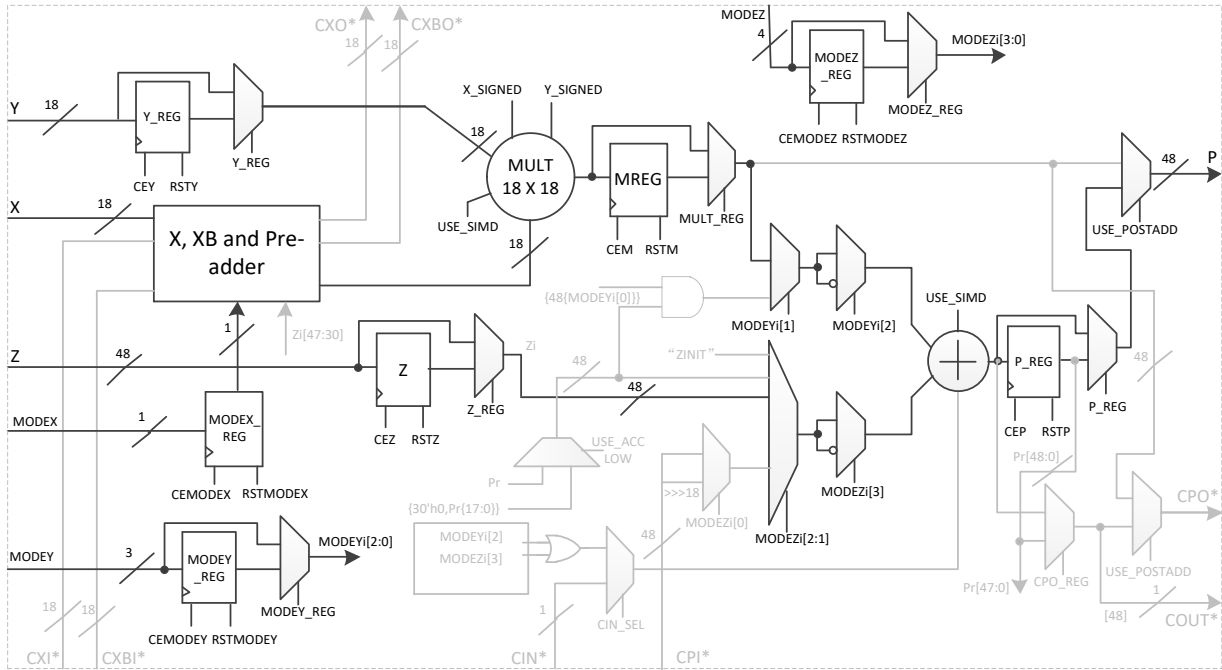 CXO*
CXBO*
18
18
MODEZ
4
MODEZ
_REG
MODEZi[3:0]
MODEZ_REG
CEMODEZ RSTMODEZ
Y
18
Y_REG
Y_REG
CEY
RSTY
X_SIGNED
Y_SIGNED
18
MULT
18 X 18
USE_SIMD
18
MREG
MULT_REG
CEM
RSTM
48
P
USE_POSTADD
X
18
X, XB and Pre-
adder
{48{MODEYi[0]}}
MODEYi[1]
MODEYi[2]
USE_SIMD
1
Zi[47:30]
Z
48
Z
Z_REG
CEZ
RSTZ
Zi
48
"ZINIT"
48
P_REG
P_REG
CEP
RSTP
48
MODEX
1
MODEX_
REG
CEMODEX
RSTMODEX
USE_ACC
LOW
Pr
{30'h0,Pr{17:0}}
>>>18
MODEZi[0]
MODEZi[3]
MODEZi[2:1]
Pr[48:0]
CPO*
CPO_REG
USE_POSTADD
Pr[47:0]
[48]
1
COUT*
MODEY
3
MODEY
_REG
MODEYi[2:0]
MODEY_REG
CEMODEY RSTMODEY
MODEYi[2]
MODEZi[3]
48
1
CIN_SEL
18
18
CXI*
CXBI*
CIN*
CPI*